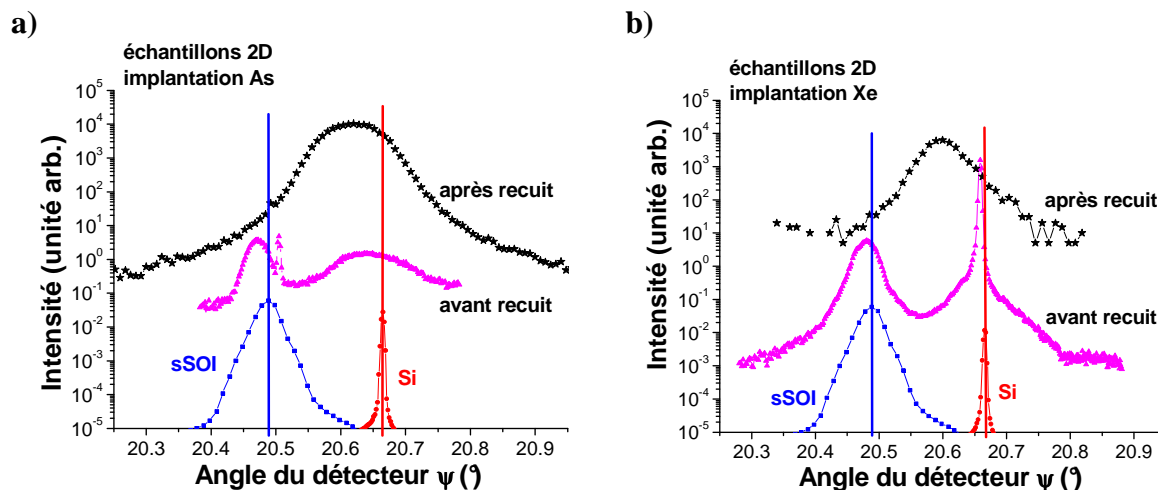 a)
échantillons 2D
implantation As
Intensité (unité arb.)
10^5
10^4
10^3
10^2
10^1
10^0
10^-1
10^-2
10^-3
10^-4
10^-5
après recuit
avant recuit
sSOI
Si
20.3 20.4 20.5 20.6 20.7 20.8 20.9
Angle du détecteur ψ (°)
b)
échantillons 2D
implantation Xe
Intensité (unité arb.)
10^5
10^4
10^3
10^2
10^1
10^0
10^-1
10^-2
10^-3
10^-4
10^-5
après recuit
avant recuit
sSOI
Si
20.3 20.4 20.5 20.6 20.7 20.8 20.9
Angle du détecteur ψ (°)